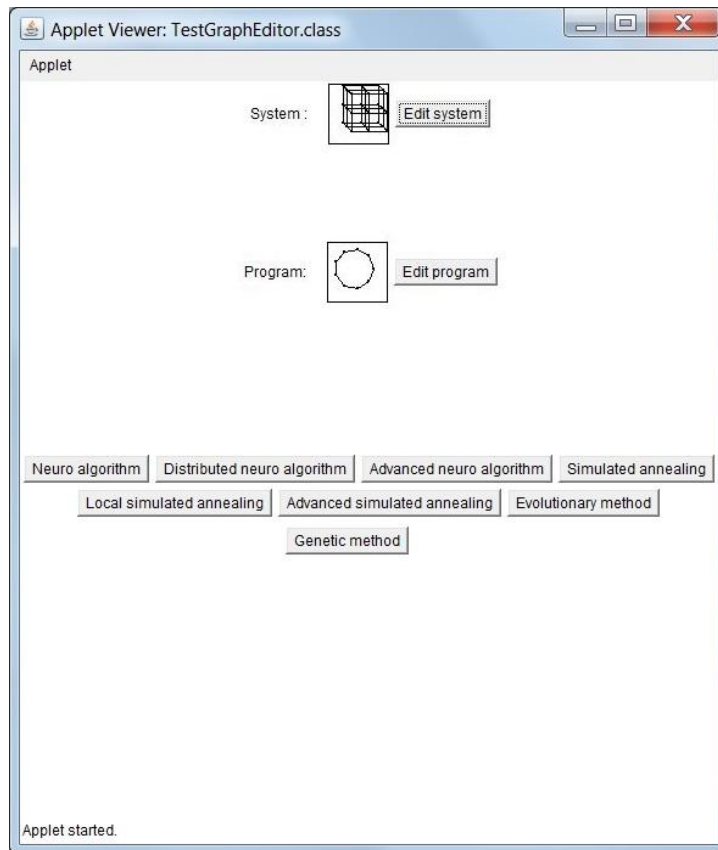 Applet Viewer: TestGraphEditor.class
Applet
System :
Edit system
Program:
Edit program
Neuro algorithm Distributed neuro algorithm Advanced neuro algorithm Simulated annealing
Local simulated annealing Advanced simulated annealing Evolutionary method
Genetic method
Applet started.